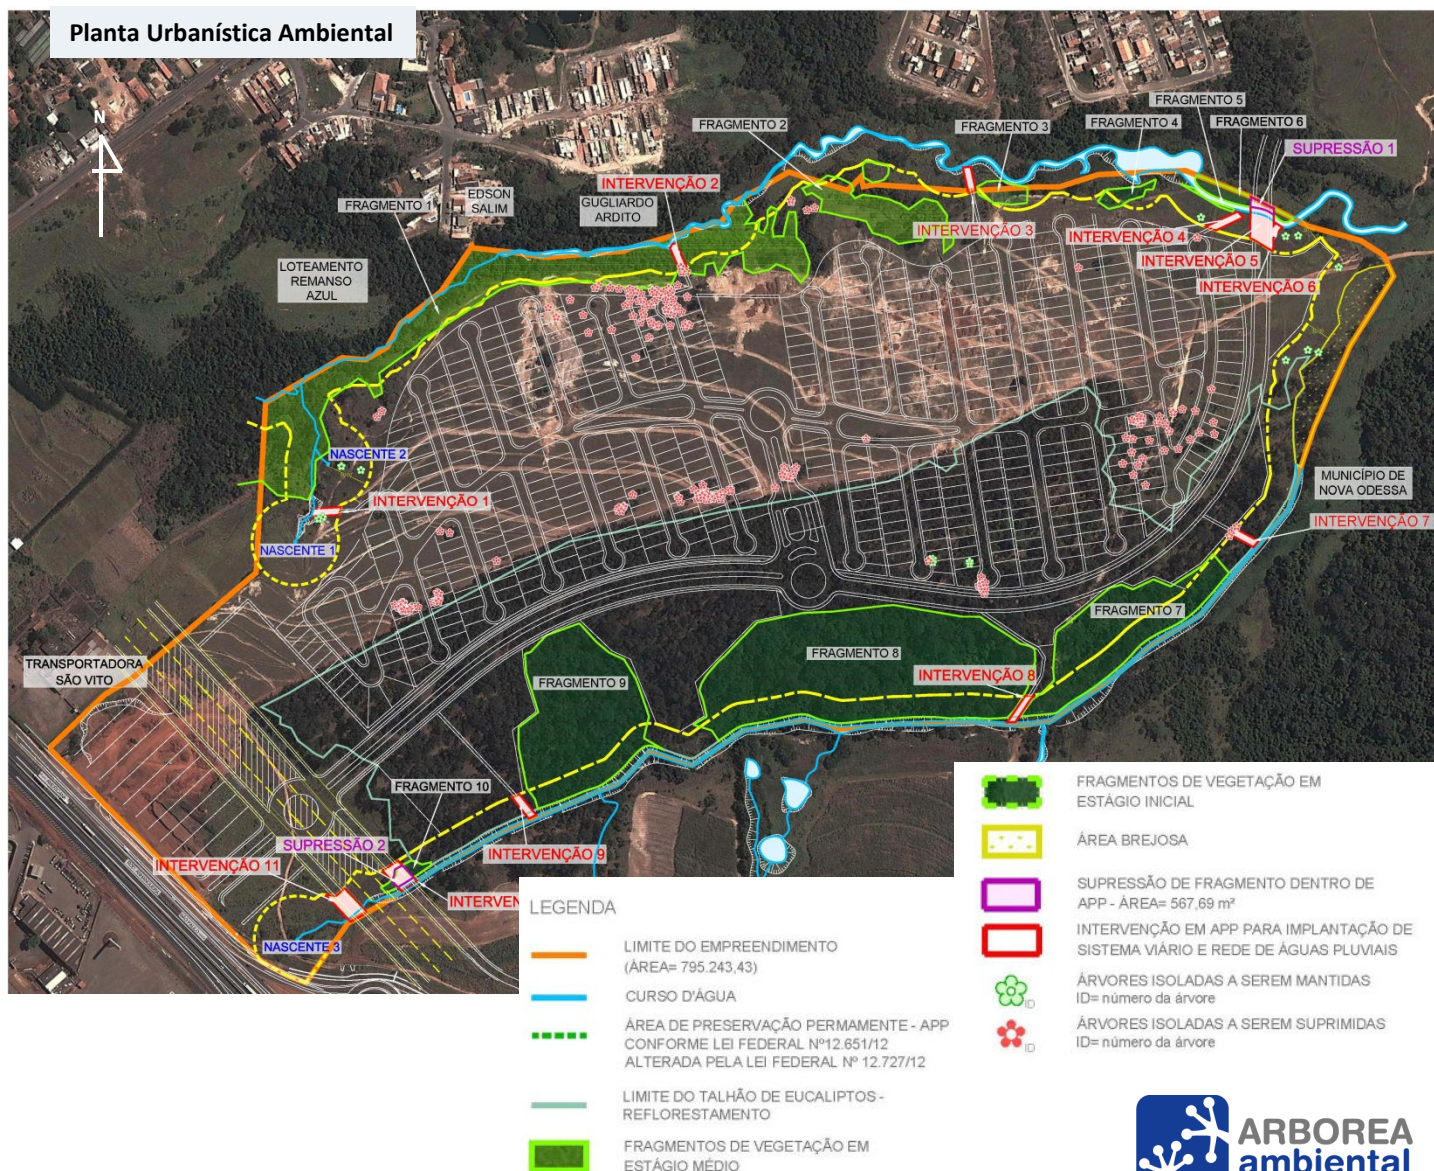 Planta Urbanística Ambiental
N
FRAGMENTO 5
FRAGMENTO 2
FRAGMENTO 3
FRAGMENTO 4
FRAGMENTO 6
SUPRESSÃO 1
INTERVENÇÃO 2
EDSON
SALIM
FRAGMENTO 1
GUGLIARDO
ARDITO
INTERVENÇÃO 3
INTERVENÇÃO 4
INTERVENÇÃO 5
INTERVENÇÃO 6
LOTEAMENTO
REMANSO
AZUL
NASCENTE 2
MUNICÍPIO DE
NOVA ODESSA
INTERVENÇÃO 1
INTERVENÇÃO 7
NASCENTE 1
FRAGMENTO 7
FRAGMENTO 8
TRANSPORTADORA
SÃO VITO
INTERVENÇÃO 8
FRAGMENTO 9
FRAGMENTO 10
SUPRESSÃO 2
INTERVENÇÃO 9
INTERVENÇÃO 11
INTERVEN
NASCENTE 3
LEGENDA
LIMITE DO EMPREENDIMENTO
(ÁREA= 795.243,43)
CURSO D'ÁGUA
ÁREA DE PRESERVAÇÃO PERMAMENTE - APP
CONFORME LEI FEDERAL Nº12.651/12
ALTERADA PELA LEI FEDERAL Nº 12.727/12
LIMITE DO TALHÃO DE EUCALIPTOS -
REFLORESTAMENTO
FRAGMENTOS DE VEGETAÇÃO EM
ESTÁGIO MÉDIO
FRAGMENTOS DE VEGETAÇÃO EM
ESTÁGIO INICIAL
ÁREA BREJOSA
SUPRESSÃO DE FRAGMENTO DENTRO DE
APP - ÁREA= 567,69 m²
INTERVENÇÃO EM APP PARA IMPLANTAÇÃO DE
SISTEMA VIÁRIO E REDE DE ÁGUAS PLUVIAIS
ÁRVORES ISOLADAS A SEREM MANTIDAS
ID
ID= número da árvore
ÁRVORES ISOLADAS A SEREM SUPRIMIDAS
ID
ID= número da árvore
ARBOREA
ambiental